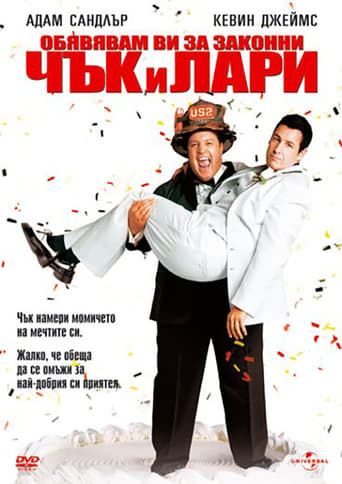 АДАМ САНДЛЪР КЕВИН ДЖЕЙМС
ОБЯВЯВАМ ВИ ЗА ЗАКОННИ
ЧЪК И ЛАРИ
US2
Чък намери момичето
на мечтите си.
Жалко, че обеща
да се омъжи за
най-добрия си приятел.
DVD
VIDEO
UNIVERSAL